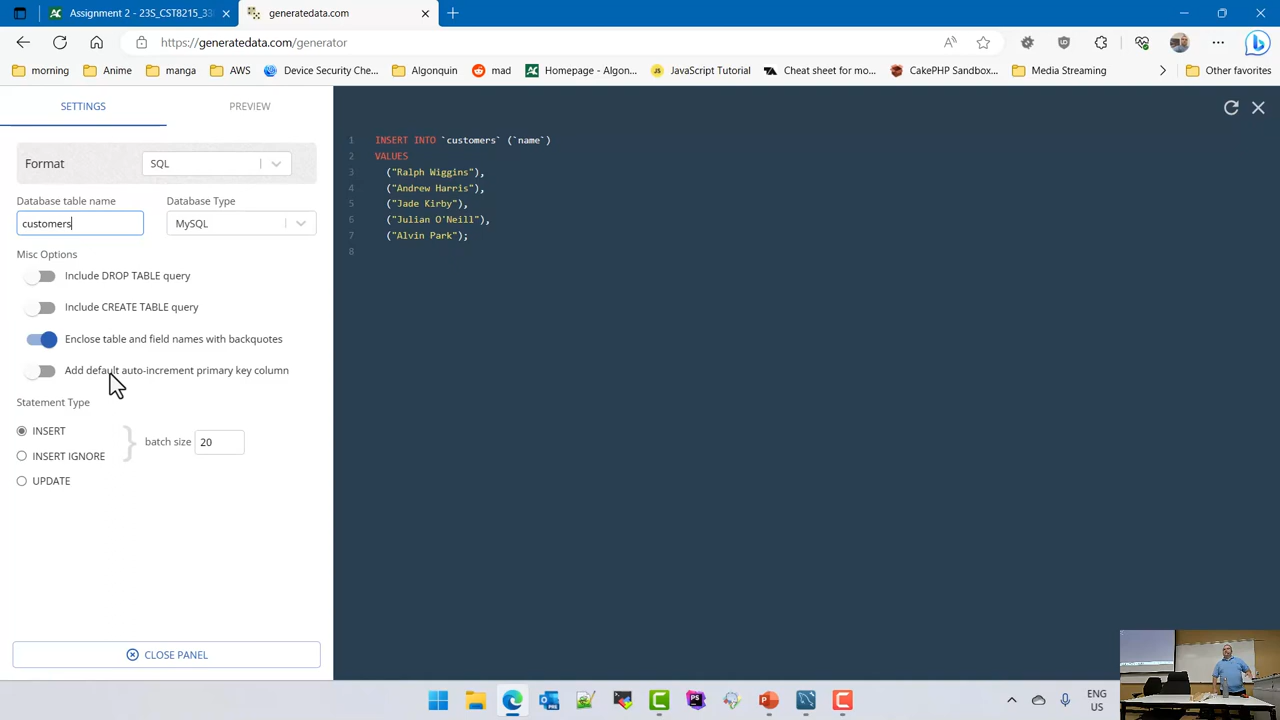 Assignment 2 - 23S_CST8215_33
generatedata.com
https://generatedata.com/generator
morning
Anime
manga
AWS
Device Security Che...
Algonquin
mad
Homepage - Algon...
JavaScript Tutorial
Cheat sheet for mo...
CakePHP Sandbox...
Media Streaming
Other favorites
SETTINGS
PREVIEW
Format
SQL
Database table name
Database Type
customers
MySQL
Misc Options
Include DROP TABLE query
Include CREATE TABLE query
Enclose table and field names with backquotes
Add default auto-increment primary key column
Statement Type
INSERT
INSERT IGNORE
UPDATE
batch size
20
CLOSE PANEL
1 INSERT INTO `customers` (`name`)
2 VALUES
3 ("Ralph Wiggins"),
4 ("Andrew Harris"),
5 ("Jade Kirby"),
6 ("Julian O'Neill"),
7 ("Alvin Park");
8
ENG
US